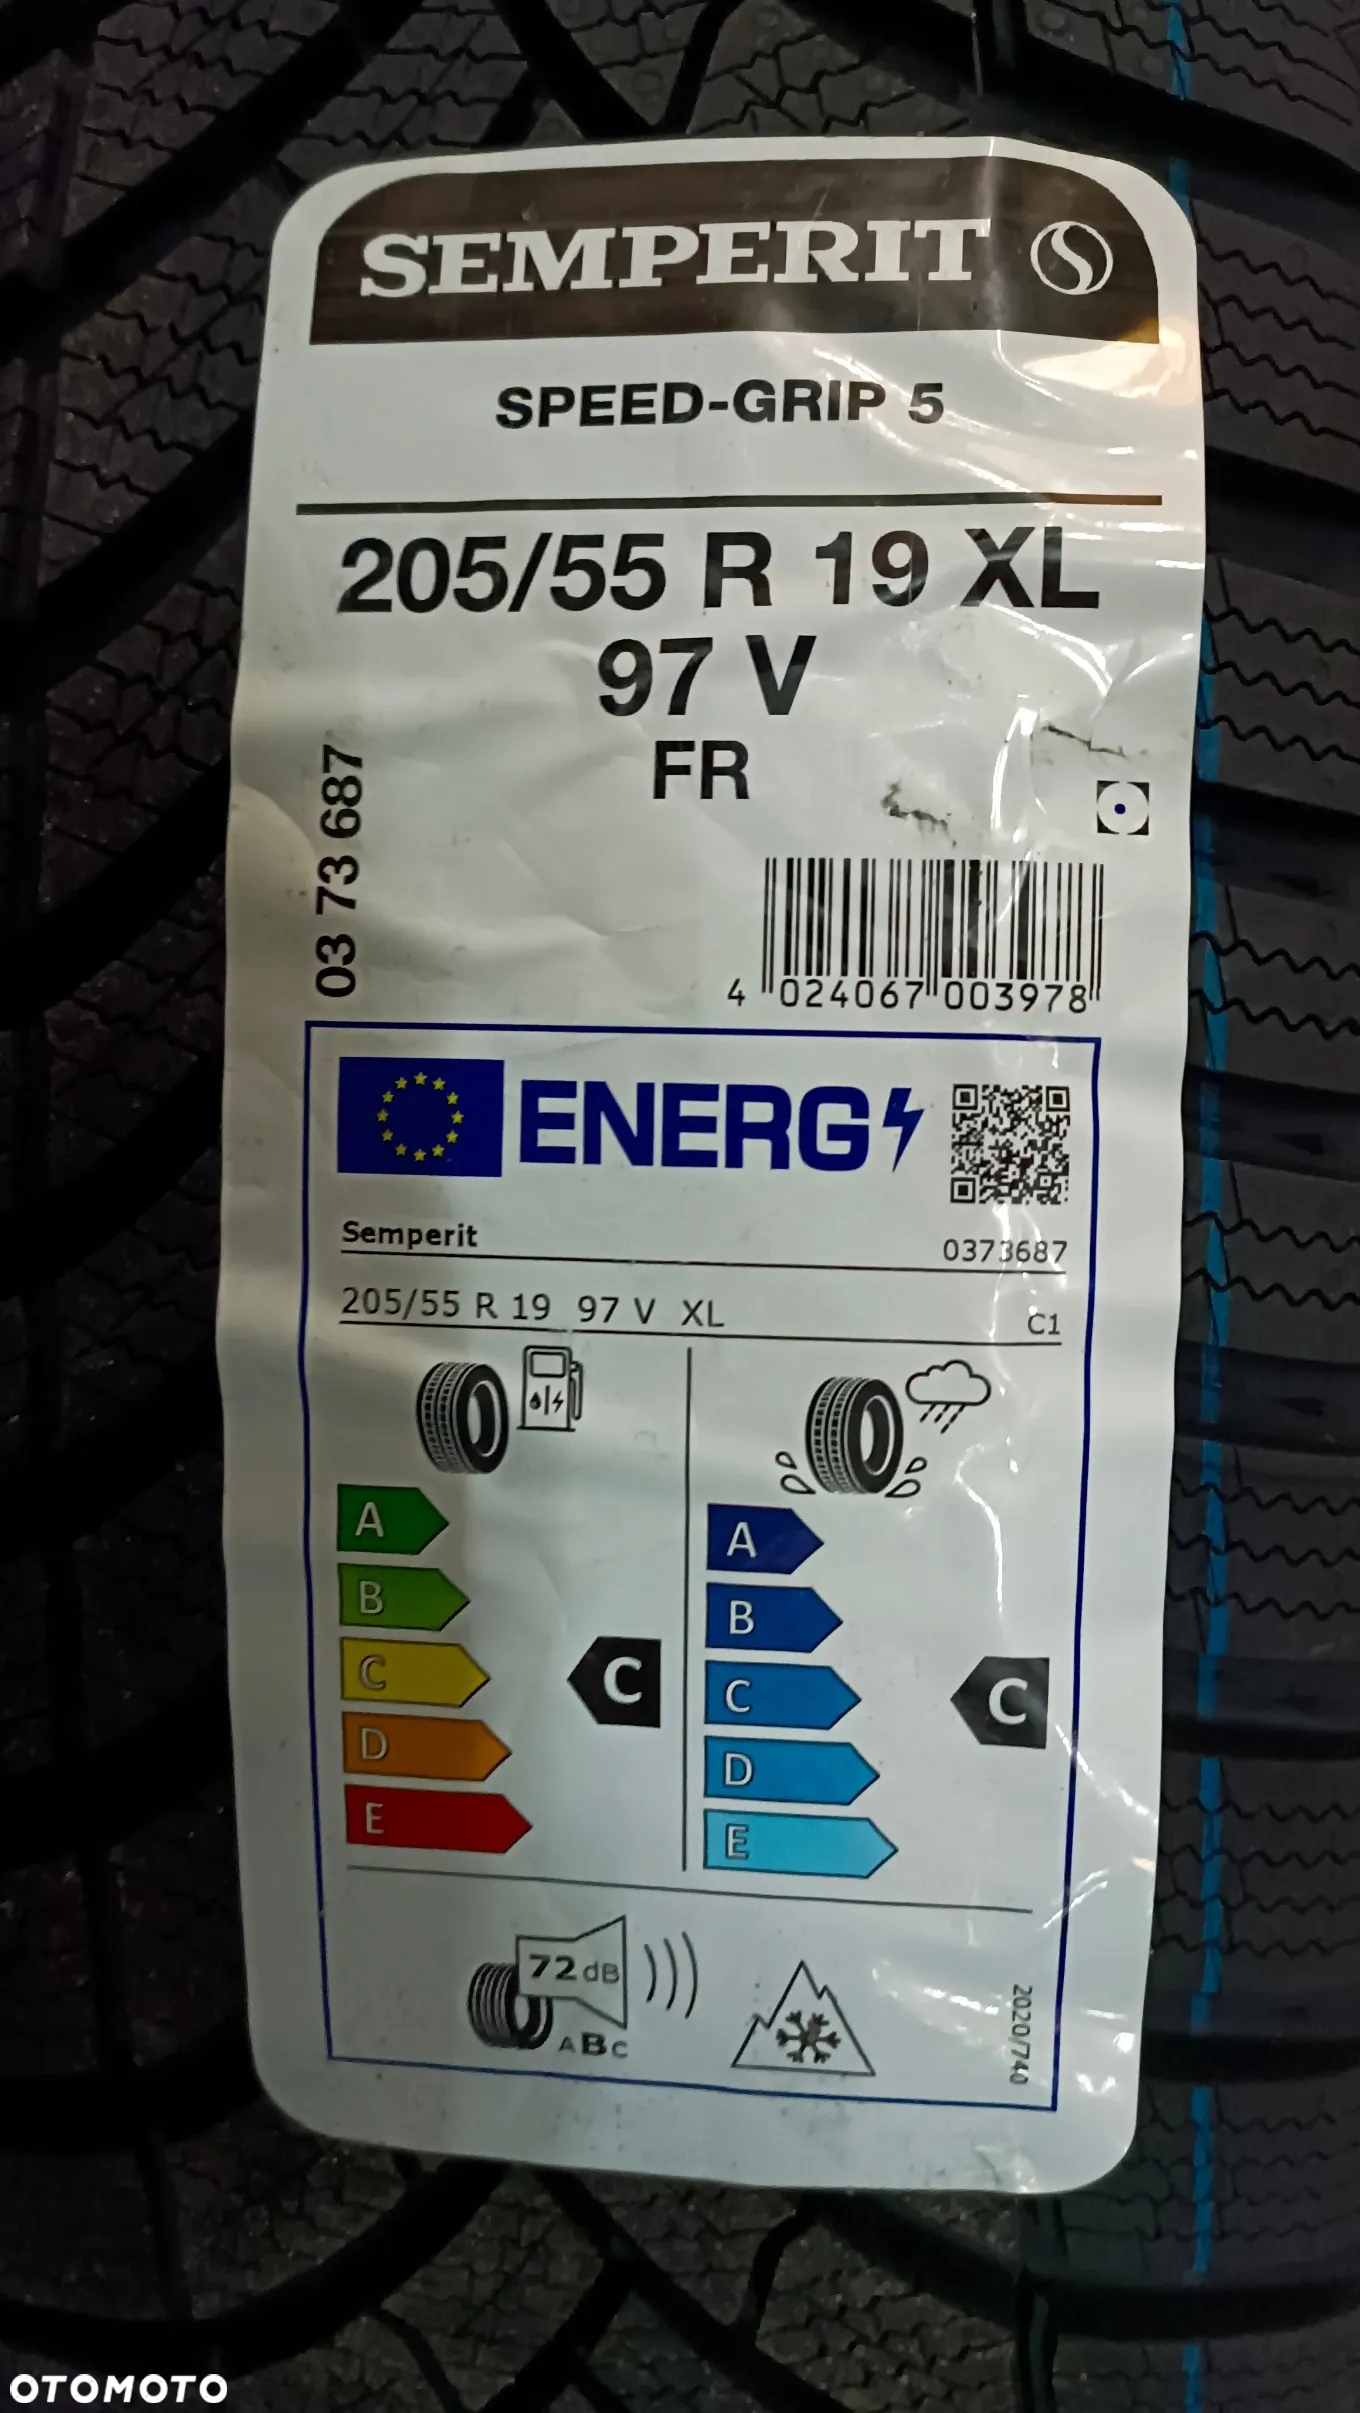 SEMPERIT
SPEED-GRIP 5
205/55 R 19 XL
97 V
FR
03 73 687
4 024067 003978
ENERG
Semperit
0373687
205/55 R 19 97 V XL
C1
A
B
C
D
E
C
A
B
C
D
E
C
72 dB
ABC
2020/740
OTOMOTO